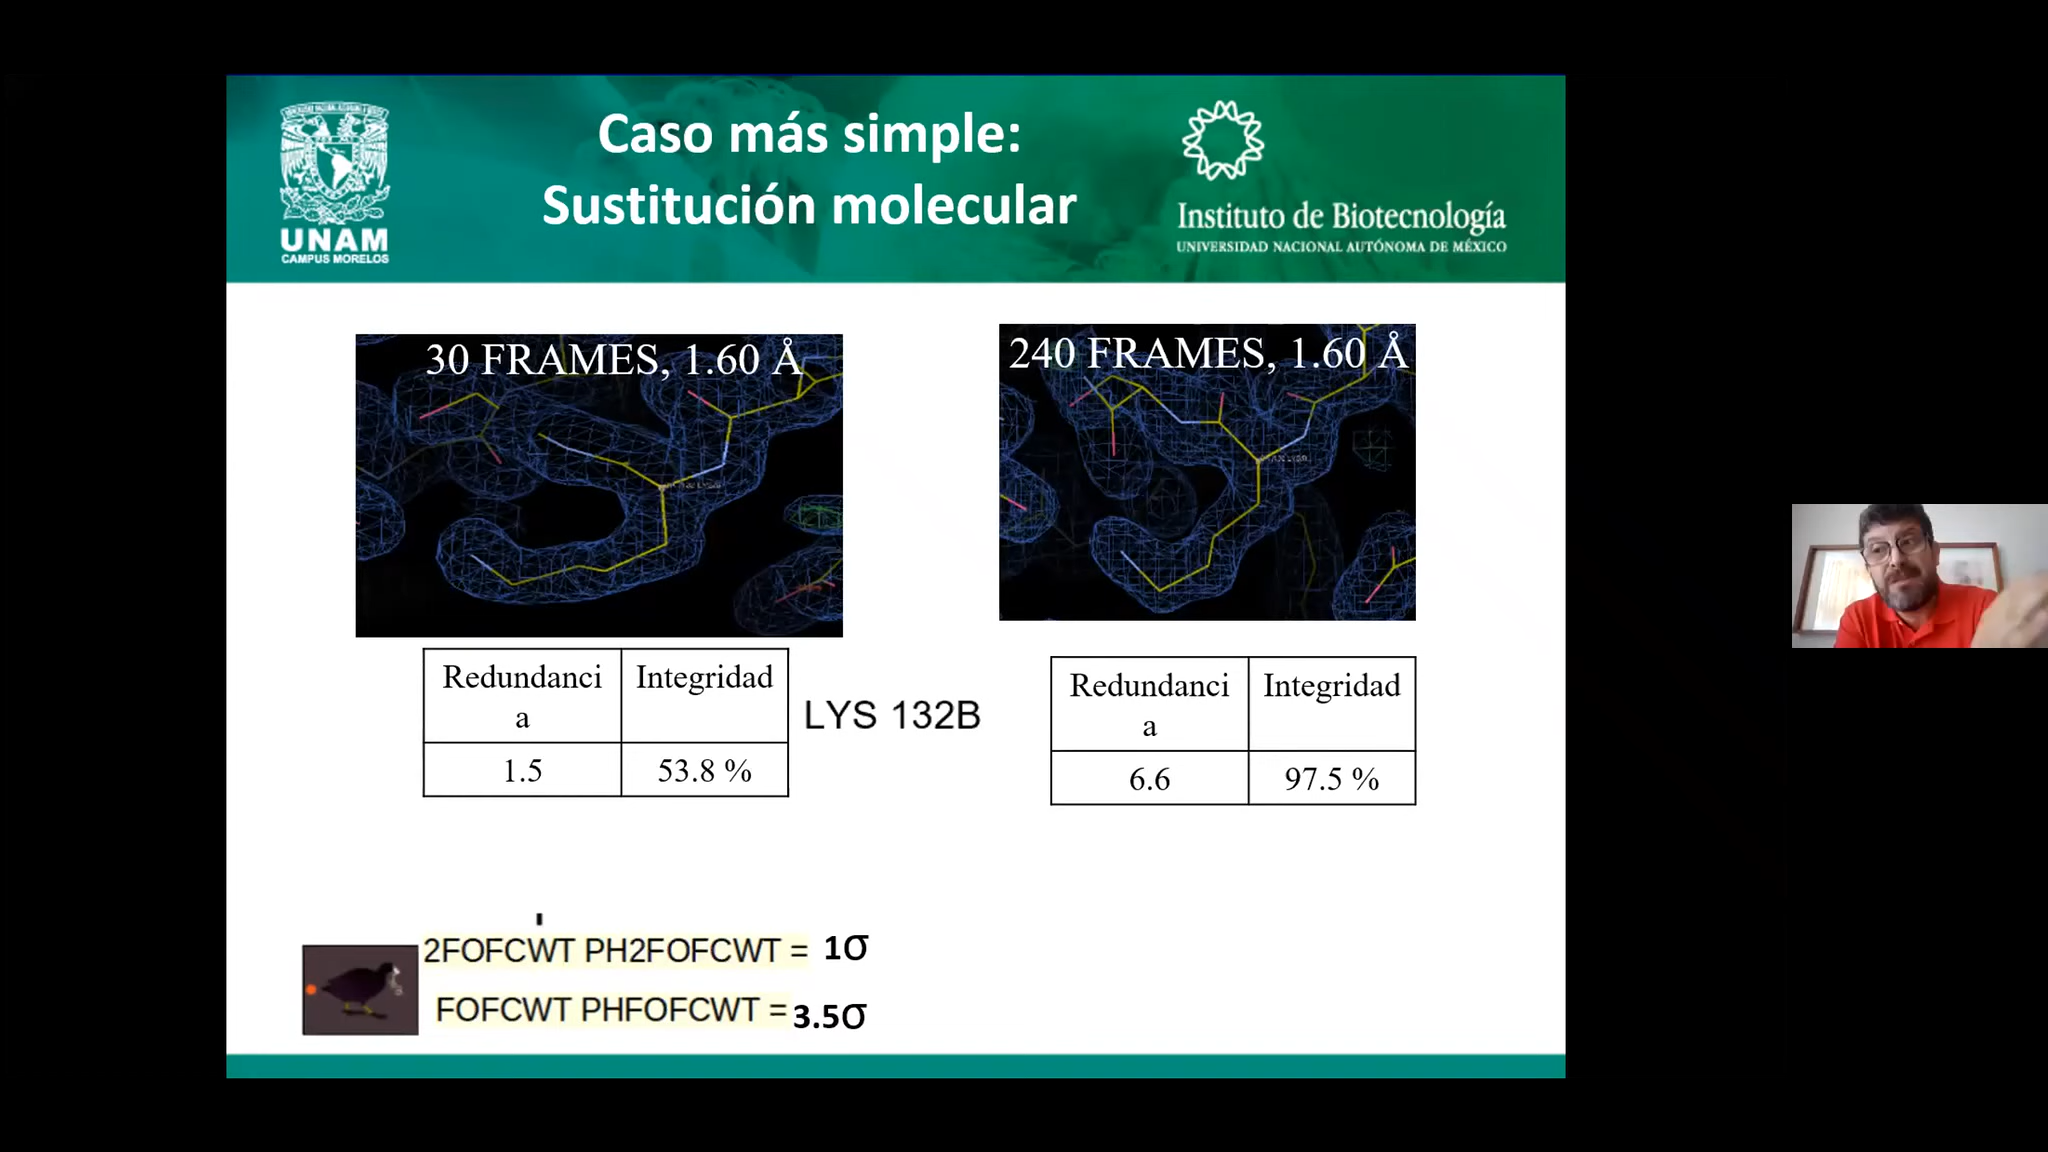 Caso más simple:
Sustitución molecular
UNAM
CAMPUS MORELOS
Instituto de Biotecnología
UNIVERSIDAD NACIONAL AUTÓNOMA DE MÉXICO
30 FRAMES, 1.60 Å
240 FRAMES, 1.60 Å
Redundanci
a
Integridad
1.5
53.8 %
LYS 132B
Redundanci
a
Integridad
6.6
97.5 %
2FOFCWT PH2FOFCWT = 1σ
FOFCWT PHFOFCWT = 3.5σ